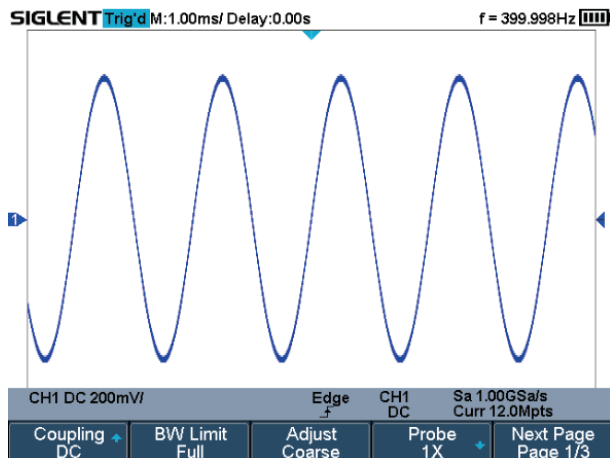 SIGLENT Trig'd M:1.00ms/ Delay:0.00s f = 399.998Hz
1
CH1 DC 200mV/ Edge CH1 Sa 1.00GSa/s
DC Curr 12.0Mpts
Coupling BW Limit Adjust Probe Next Page
DC Full Coarse 1X Page 1/3